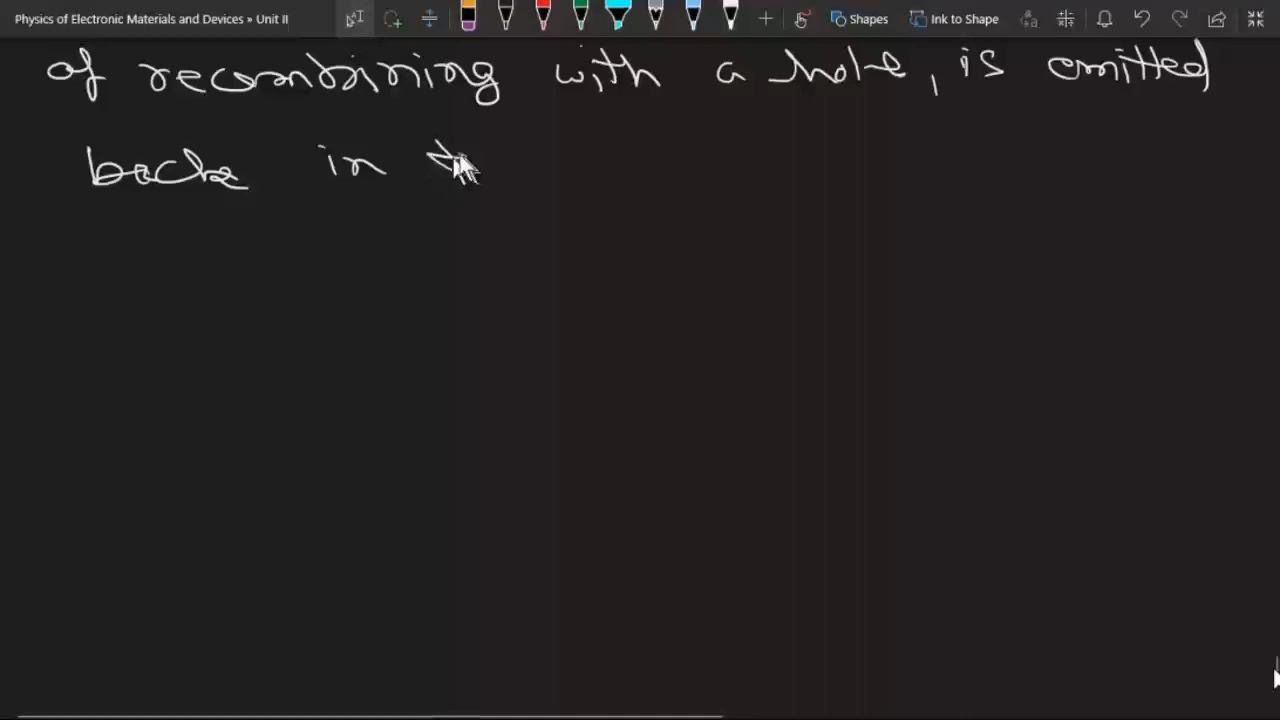 Physics of Electronic Materials and Devices » Unit II
Shapes
Ink to Shape
of recombining with a hole, is emitted
back in